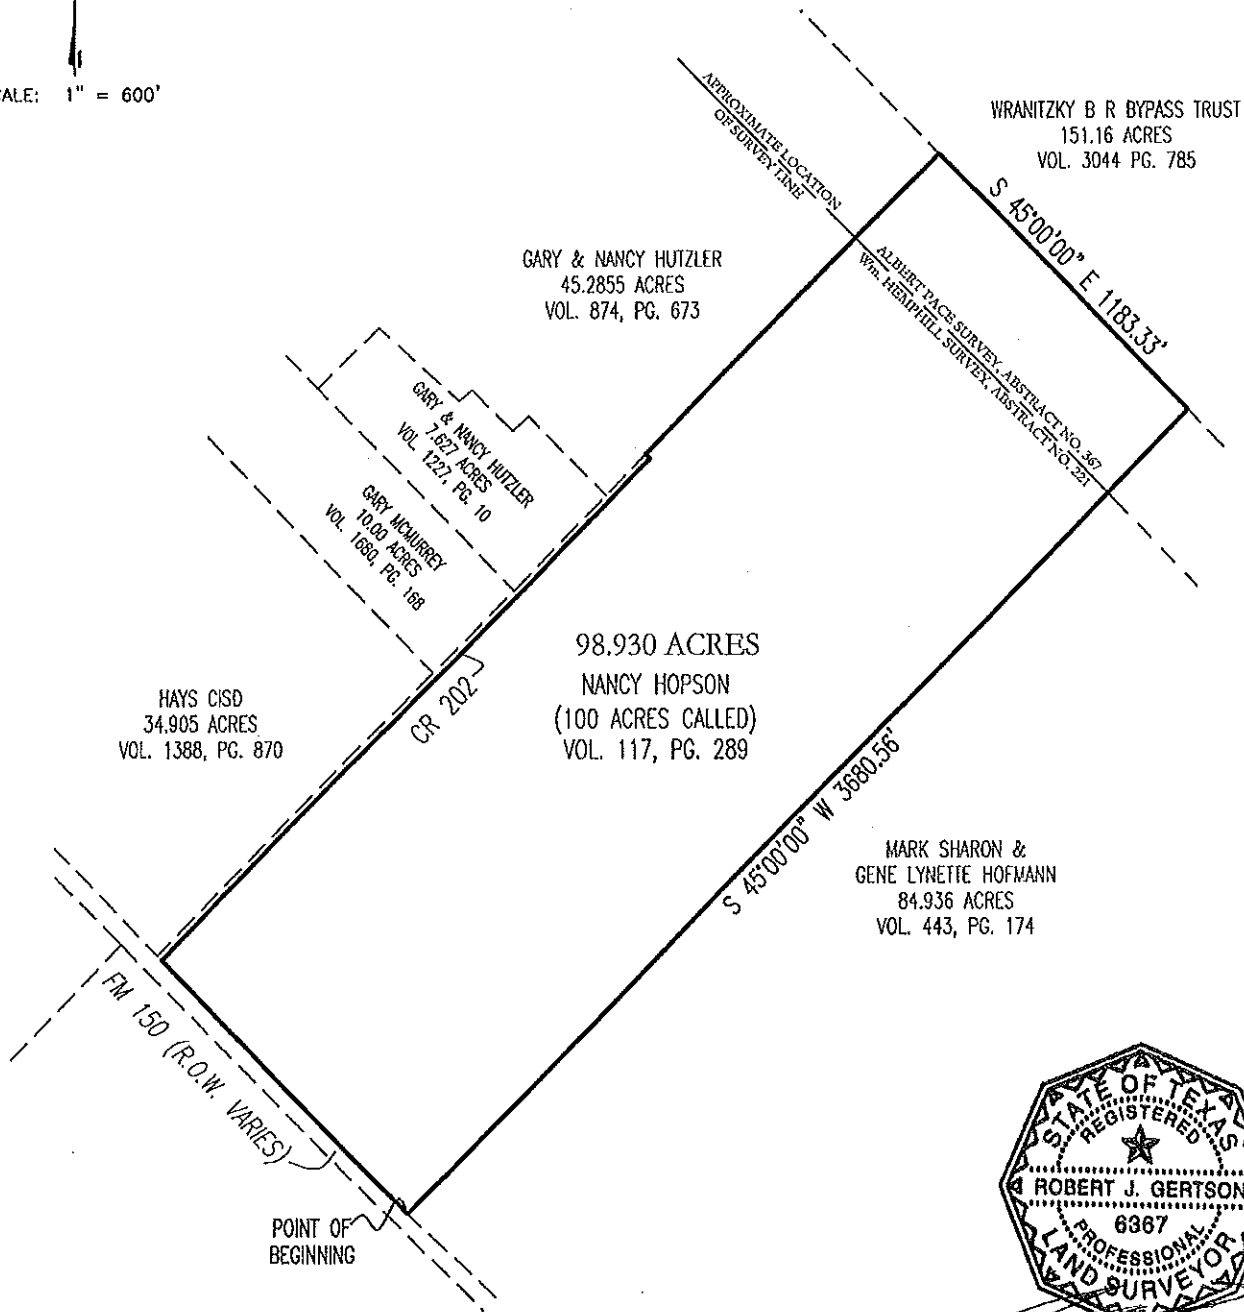 ALE: 1" = 600'
WRANITZKY B R BYPASS TRUST
151.16 ACRES
VOL. 3044 PG. 785
APPROXIMATE LOCATION
OF SURVEY LINE
S 45°00'00" E 1183.33'
GARY & NANCY HUTZLER
45.2855 ACRES
VOL. 874, PG. 673
ALBERT PACE SURVEY, ABSTRACT NO. 367
Wm. HEMPHILL SURVEY, ABSTRACT NO. 221
GARY & NANCY HUTZLER
7.627 ACRES
VOL. 1227, PG. 10
GARY MCMURREY
10.00 ACRES
VOL. 1680, PG. 168
98.930 ACRES
NANCY HOPSON
(100 ACRES CALLED)
VOL. 117, PG. 289
HAYS CISD
34.905 ACRES
VOL. 1388, PG. 870
CR 202
S 45°00'00" W 3680.56'
MARK SHARON &
GENE LYNETTE HOFMANN
84.936 ACRES
VOL. 443, PG. 174
FM 150 (R.O.W. VARIES)
POINT OF
BEGINNING
STATE OF TEXAS
REGISTERED
ROBERT J. GERTSON
6367
PROFESSIONAL
LAND SURVEYOR